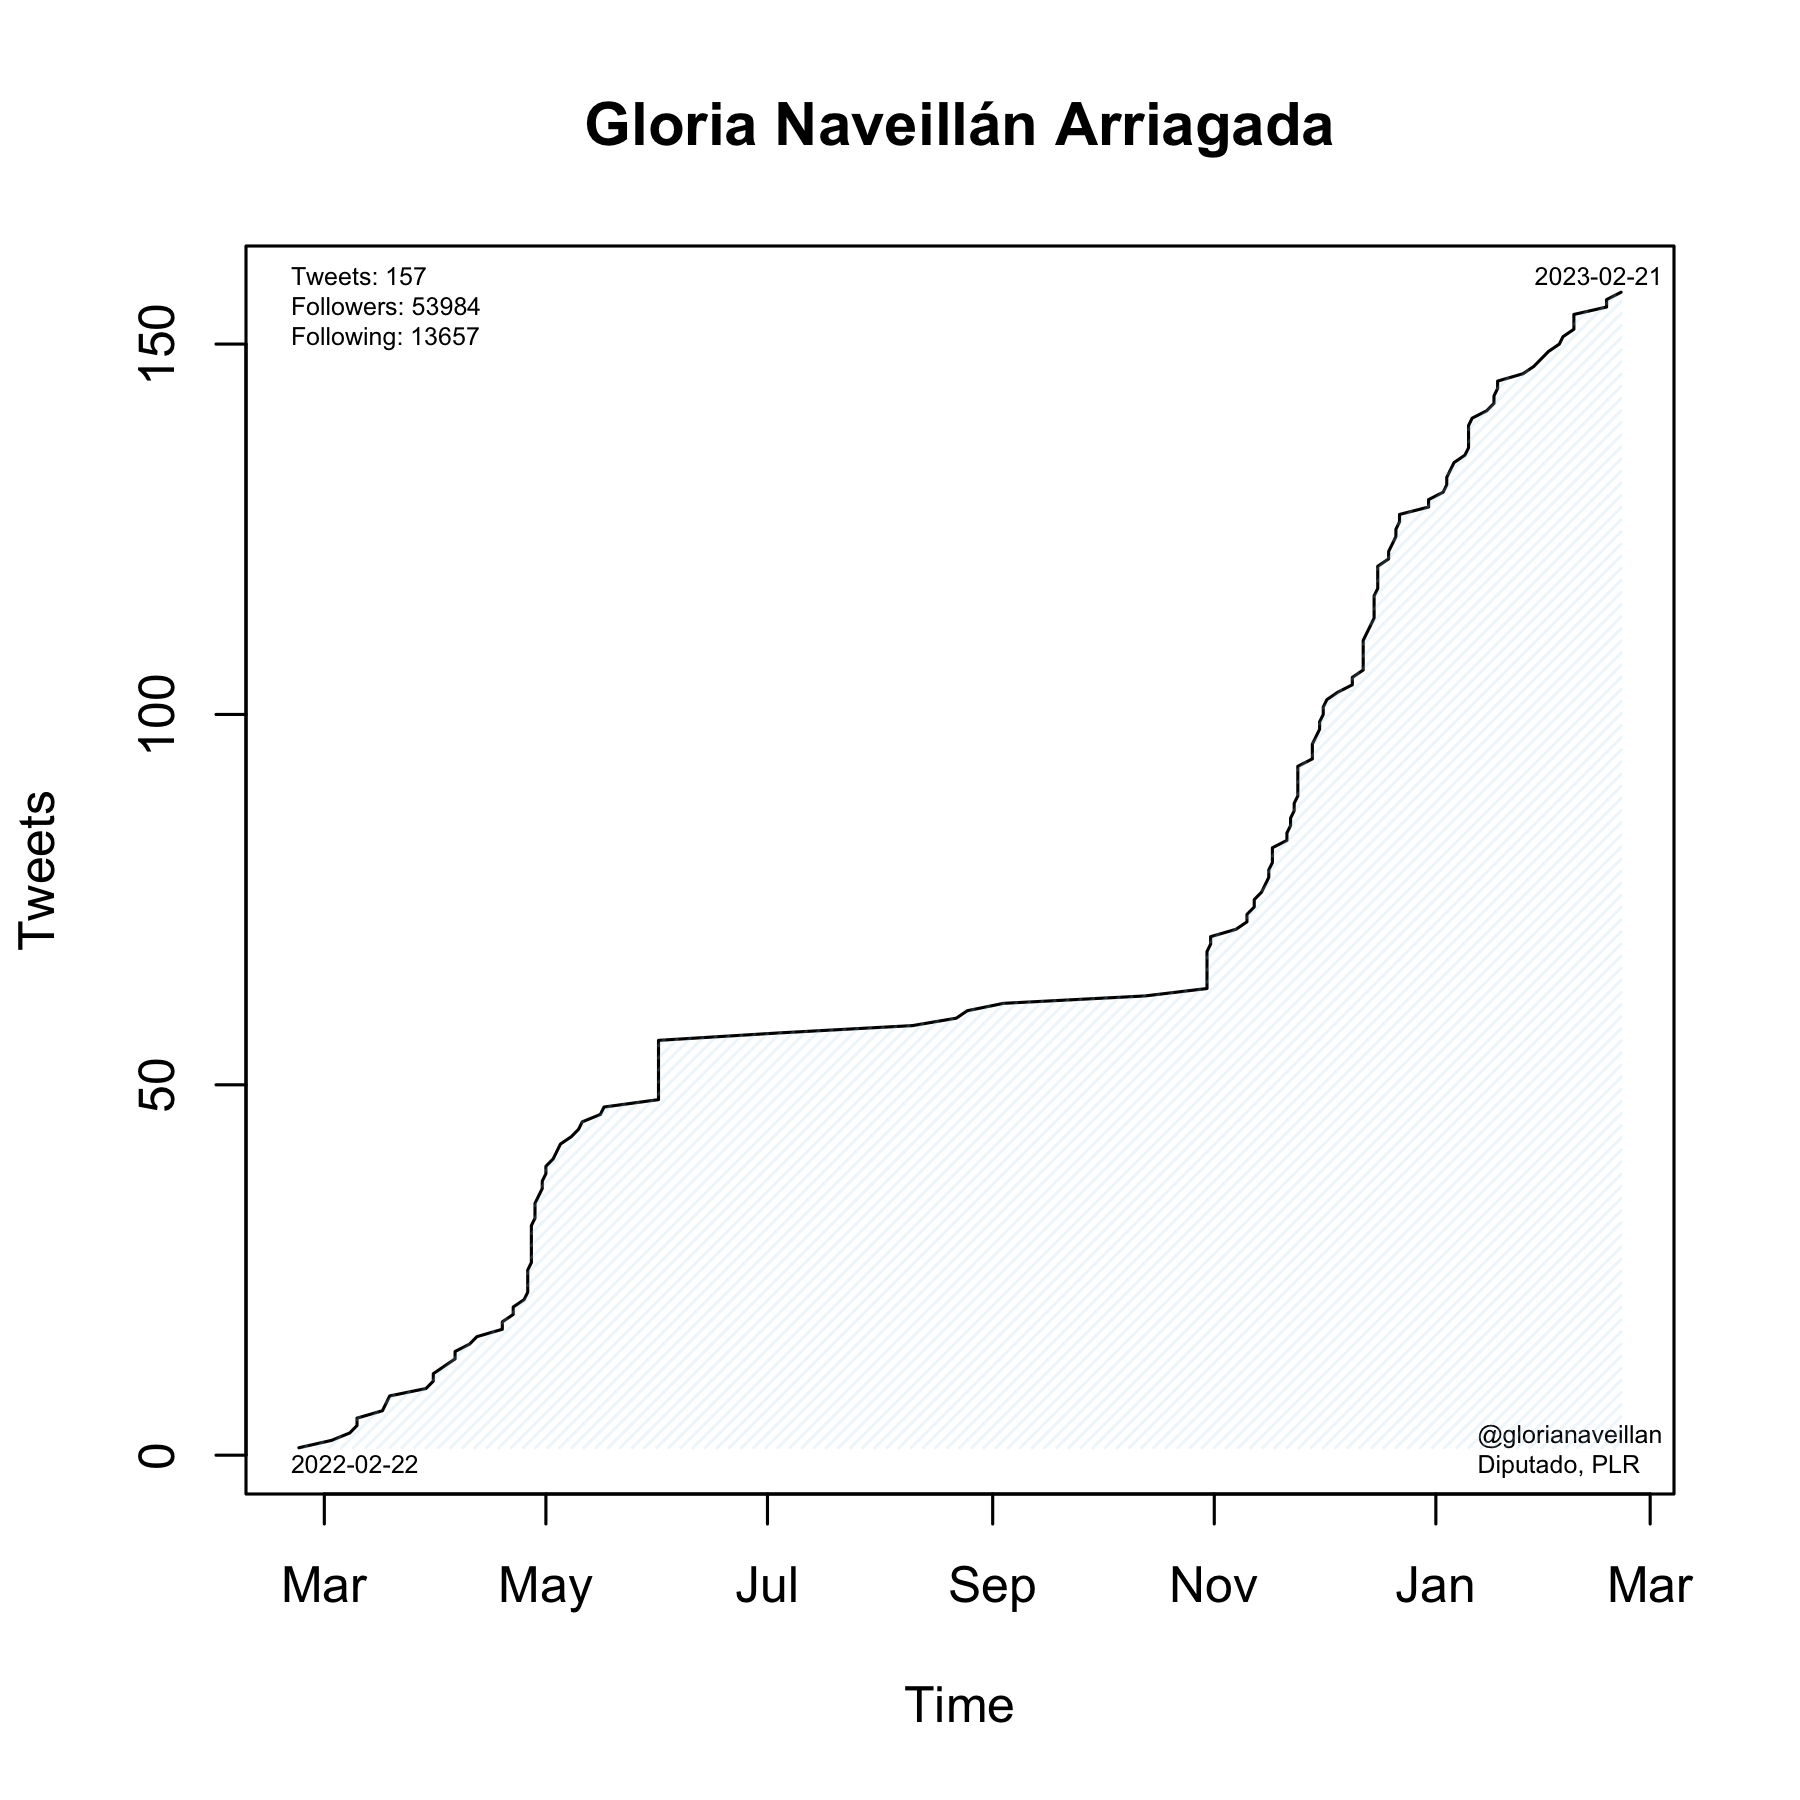 Gloria Naveillán Arriagada
Tweets: 157
Followers: 53984
Following: 13657
2023-02-21
150
100
50
0
Tweets
@glorianaveillan
Diputado, PLR
2022-02-22
Mar May Jul Sep Nov Jan Mar
Time